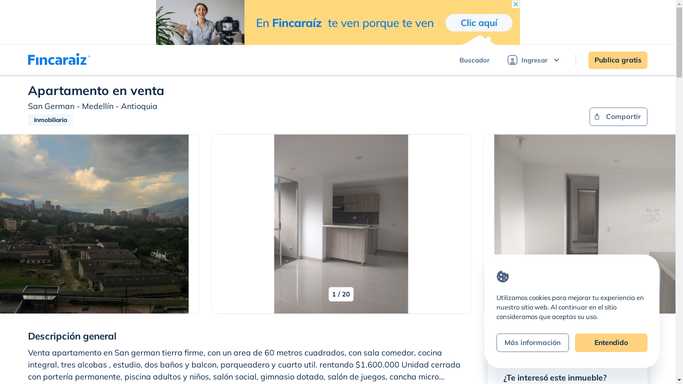 En Fincaraíz te ven porque te ven
Clic aquí
Fincaraíz
Buscador
Ingresar
Publica gratis
Apartamento en venta
San German - Medellín - Antioquia
Inmobiliaria
Compartir
1 / 20
Utilizamos cookies para mejorar tu experiencia en
nuestro sitio web. Al continuar en el sitio
consideramos que aceptas su uso.
Más información
Entendido
Descripción general
Venta apartamento en San german tierra firme, con un area de 60 metros cuadrados, con sala comedor, cocina
integral, tres alcobas , estudio, dos baños y balcon, parqueadero y cuarto util. rentando $1.600.000 Unidad cerrada
con portería permanente, piscina adultos y niños, salón social, gimnasio dotado, salón de juegos, cancha micro...
¿Te interesó este inmueble?